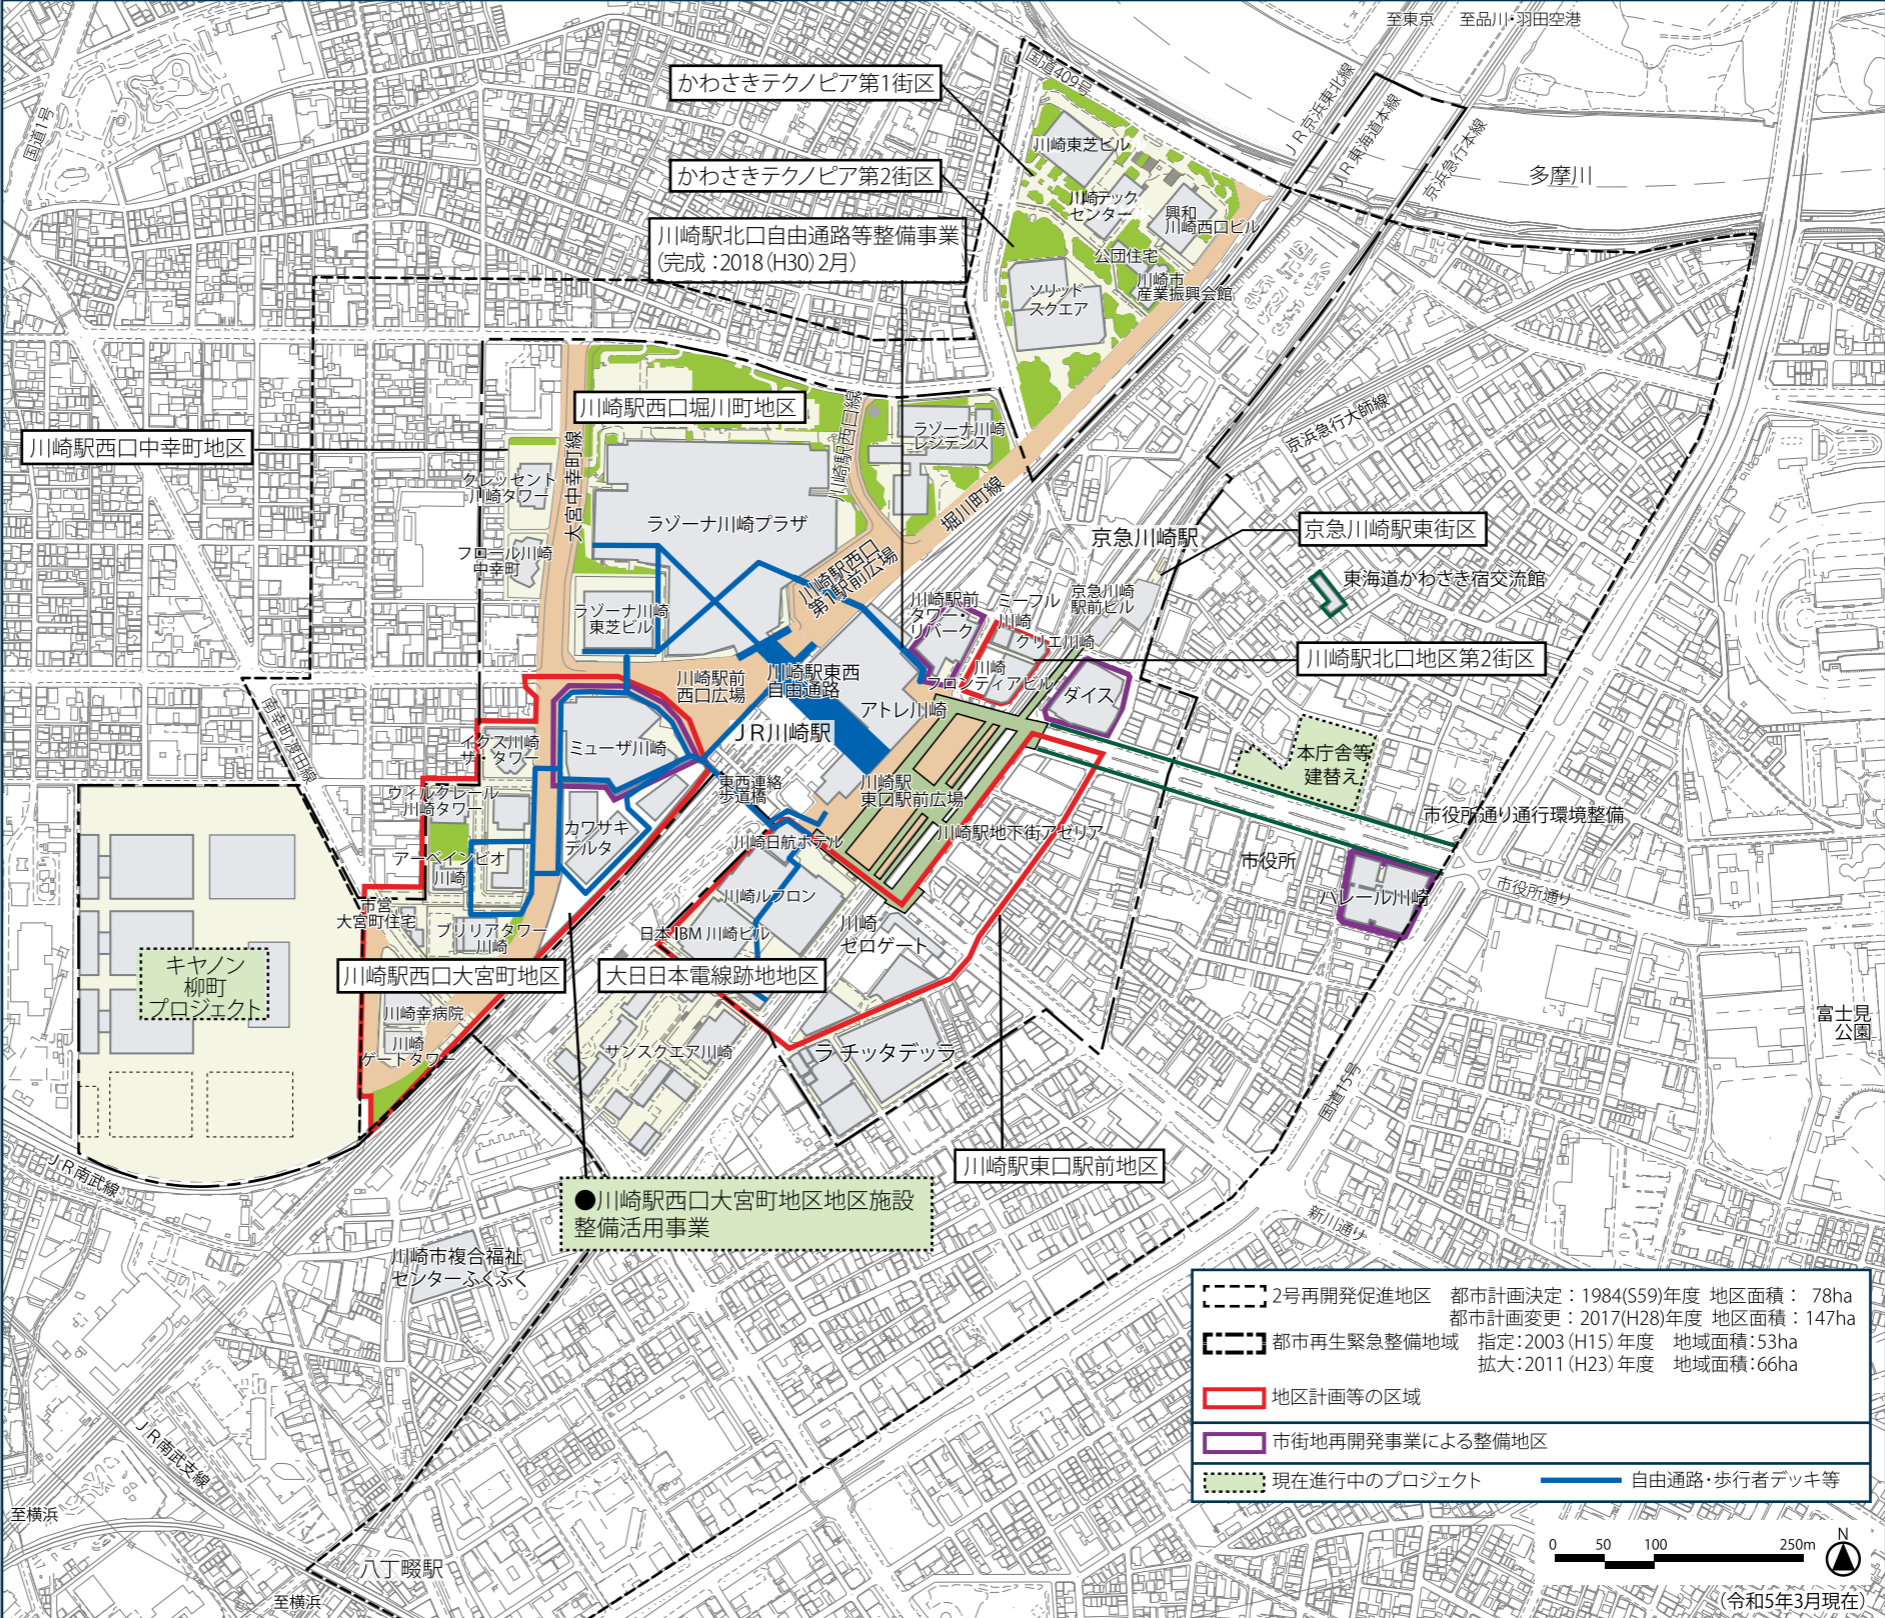 至東京
至品川・羽田空港
国道409号
国道1号
かわさきテクノピア第1街区
かわさきテクノピア第2街区
川崎駅北口自由通路等整備事業
(完成:2018(H30)2月)
川崎東芝ビル
川崎テック
センター
興和
川崎西口ビル
公団住宅
川崎市
産業振興会館
ソリッド
スクエア
JR京浜東北線
JR東海道本線
京浜急行本線
多摩川
京浜急行大師線
川崎駅西口堀川町地区
川崎駅西口中幸町地区
ラゾーナ川崎
レジデンス
川崎駅西口線
大宮中幸町線
堀川町線
クレッセント
川崎タワー
ラゾーナ川崎プラザ
フロール川崎
中幸町
川崎駅西口
第1駅前広場
京急川崎駅
京急川崎駅東街区
東海道かわさき宿交流館
ラゾーナ川崎
東芝ビル
川崎駅前
タワー・
リバーク
ミーフル
川崎
クリエ川崎
京急川崎
駅前ビル
川崎駅北口地区第2街区
川崎
フロンティアビル
ダイス
川崎駅前
西口広場
川崎駅東西
自由通路
アトレ川崎
JR川崎駅
南幸町渡田線
イクス川崎
ザ・タワー
ミューザ川崎
本庁舎等
建替え
東西連絡
歩道橋
川崎駅
東口駅前広場
ヴィルクレール
川崎タワー
カワサキ
デルタ
川崎日航ホテル
川崎駅地下街アゼリア
市役所通り通行環境整備
アーベインビオ
川崎
市役所
市役所通り
パレール川崎
川崎ルフロン
市営
大宮町住宅
ブリリアタワー
川崎
日本IBM川崎ビル
川崎
ゼロゲート
キヤノン
柳町
プロジェクト
川崎駅西口大宮町地区
大日日本電線跡地地区
川崎幸病院
川崎
ゲートタワー
サンスクエア川崎
ラ チッタデッラ
富士見
公園
国道15号
JR南武線
川崎駅東口駅前地区
●川崎駅西口大宮町地区地区施設
整備活用事業
新川通り
川崎市複合福祉
センターふくふく
JR南武支線
至横浜
八丁畷駅
至横浜
2号再開発促進地区 都市計画決定:1984(S59)年度 地区面積: 78ha
都市計画変更:2017(H28)年度 地区面積:147ha
都市再生緊急整備地域 指定:2003(H15)年度 地域面積:53ha
拡大:2011(H23)年度 地域面積:66ha
地区計画等の区域
市街地再開発事業による整備地区
現在進行中のプロジェクト
自由通路・歩行者デッキ等
0 50 100 250m
N
(令和5年3月現在)